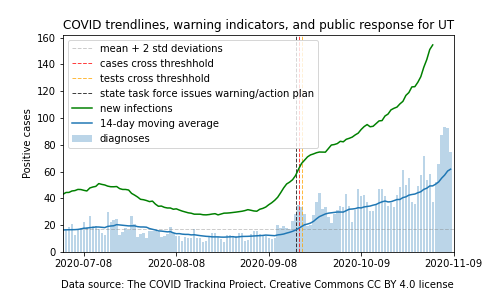 COVID trendlines, warning indicators, and public response for UT
160
140
120
100
80
60
40
20
0
Positive cases
mean + 2 std deviations
cases cross threshhold
tests cross threshhold
state task force issues warning/action plan
new infections
14-day moving average
diagnoses
2020-07-08 2020-08-08 2020-09-08 2020-10-08 2020-11-09
Data source: The COVID Tracking Project, Creative Commons CC BY 4.0 license